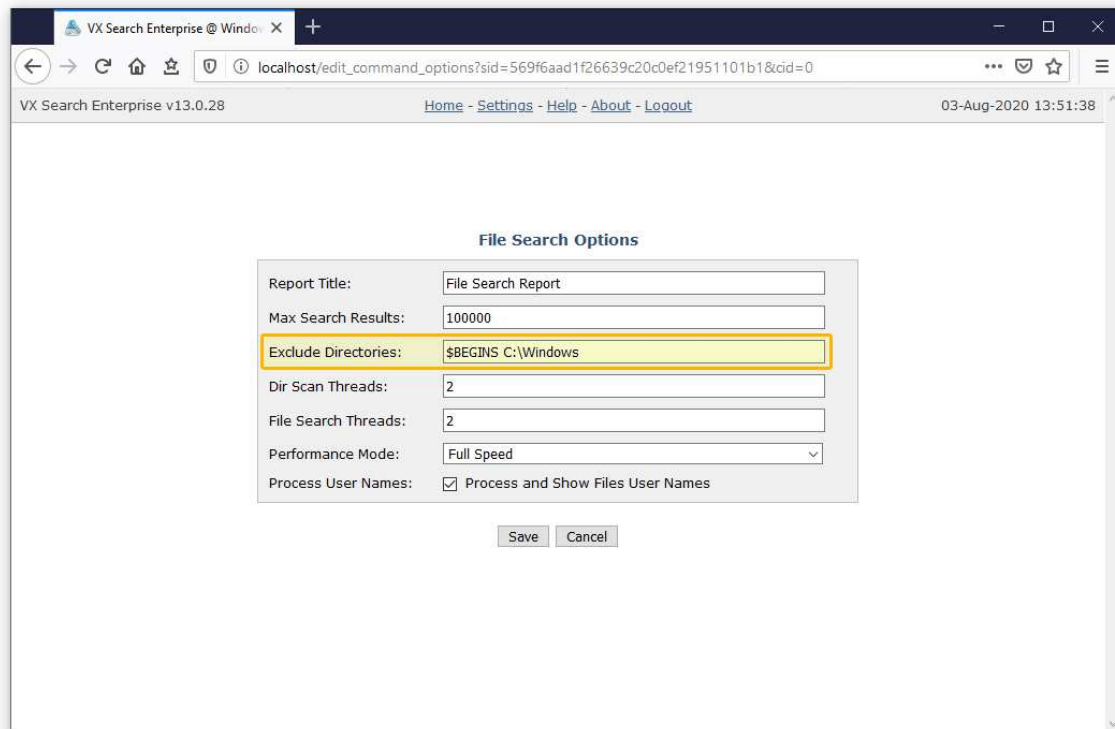 VX Search Enterprise @ Windo
localhost/edit_command_options?sid=569f6aad1f26639c20c0ef21951101b1&cid=0
VX Search Enterprise v13.0.28 Home - Settings - Help - About - Logout 03-Aug-2020 13:51:38
File Search Options
Report Title: File Search Report
Max Search Results: 100000
Exclude Directories: $BEGINS C:\Windows
Dir Scan Threads: 2
File Search Threads: 2
Performance Mode: Full Speed
Process User Names: Process and Show Files User Names
Save Cancel